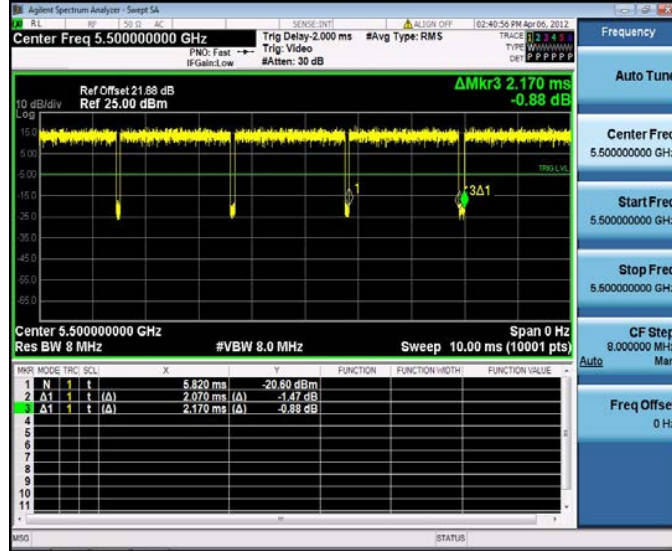 Agilent Spectrum Analyzer - Swept SA
RL RF 50 Ω AC SENSE:INT ALIGN OFF 02:40:56 PM Apr 06, 2012
Center Freq 5.500000000 GHz
PNO: Fast
IFGain:Low
Trig Delay-2.000 ms
Trig: Video
#Atten: 30 dB
#Avg Type: RMS
TRACE 1 2 3 4 5 6
TYPE WWWWWW
DET P P P P P P
Ref Offset 21.88 dB
10 dB/div Ref 25.00 dBm
Log
ΔMkr3 2.170 ms
-0.88 dB
15.0
5.00
-5.00
TRIG LVL
-15.0
1
3Δ1
-25.0
-35.0
-45.0
-55.0
-65.0
Center 5.500000000 GHz Span 0 Hz
Res BW 8 MHz #VBW 8.0 MHz Sweep 10.00 ms (10001 pts)
MKR MODE TRC SCL X Y FUNCTION FUNCTION WIDTH FUNCTION VALUE
1 N 1 t 5.820 ms -20.60 dBm
2 Δ1 1 t (Δ) 2.070 ms (Δ) -1.47 dB
3 Δ1 1 t (Δ) 2.170 ms (Δ) -0.88 dB
4
5
6
7
8
9
10
11
MSG STATUS
Frequency
Auto Tune
Center Freq
5.500000000 GHz
Start Freq
5.500000000 GHz
Stop Freq
5.500000000 GHz
CF Step
8.000000 MHz
Auto Man
Freq Offset
0 Hz